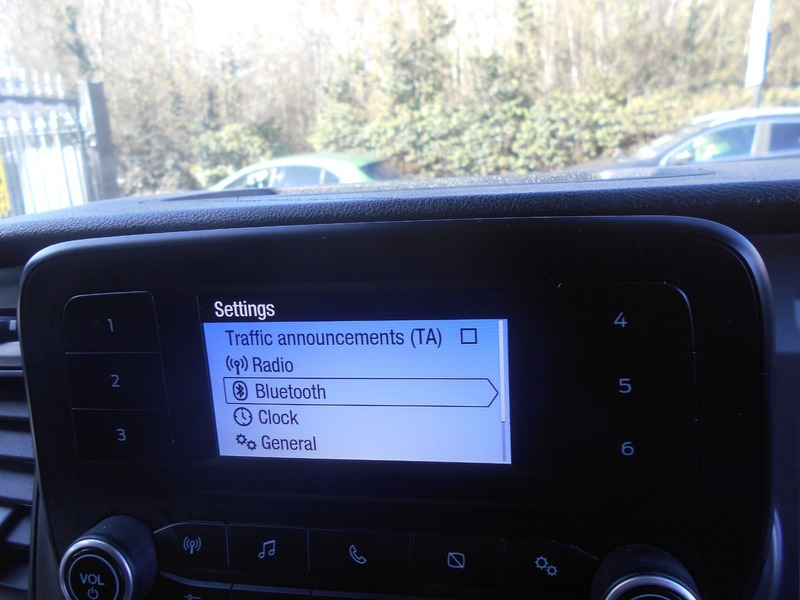 Settings
Traffic announcements (TA)
Radio
Bluetooth
Clock
General
1
2
3
4
5
6
VOL